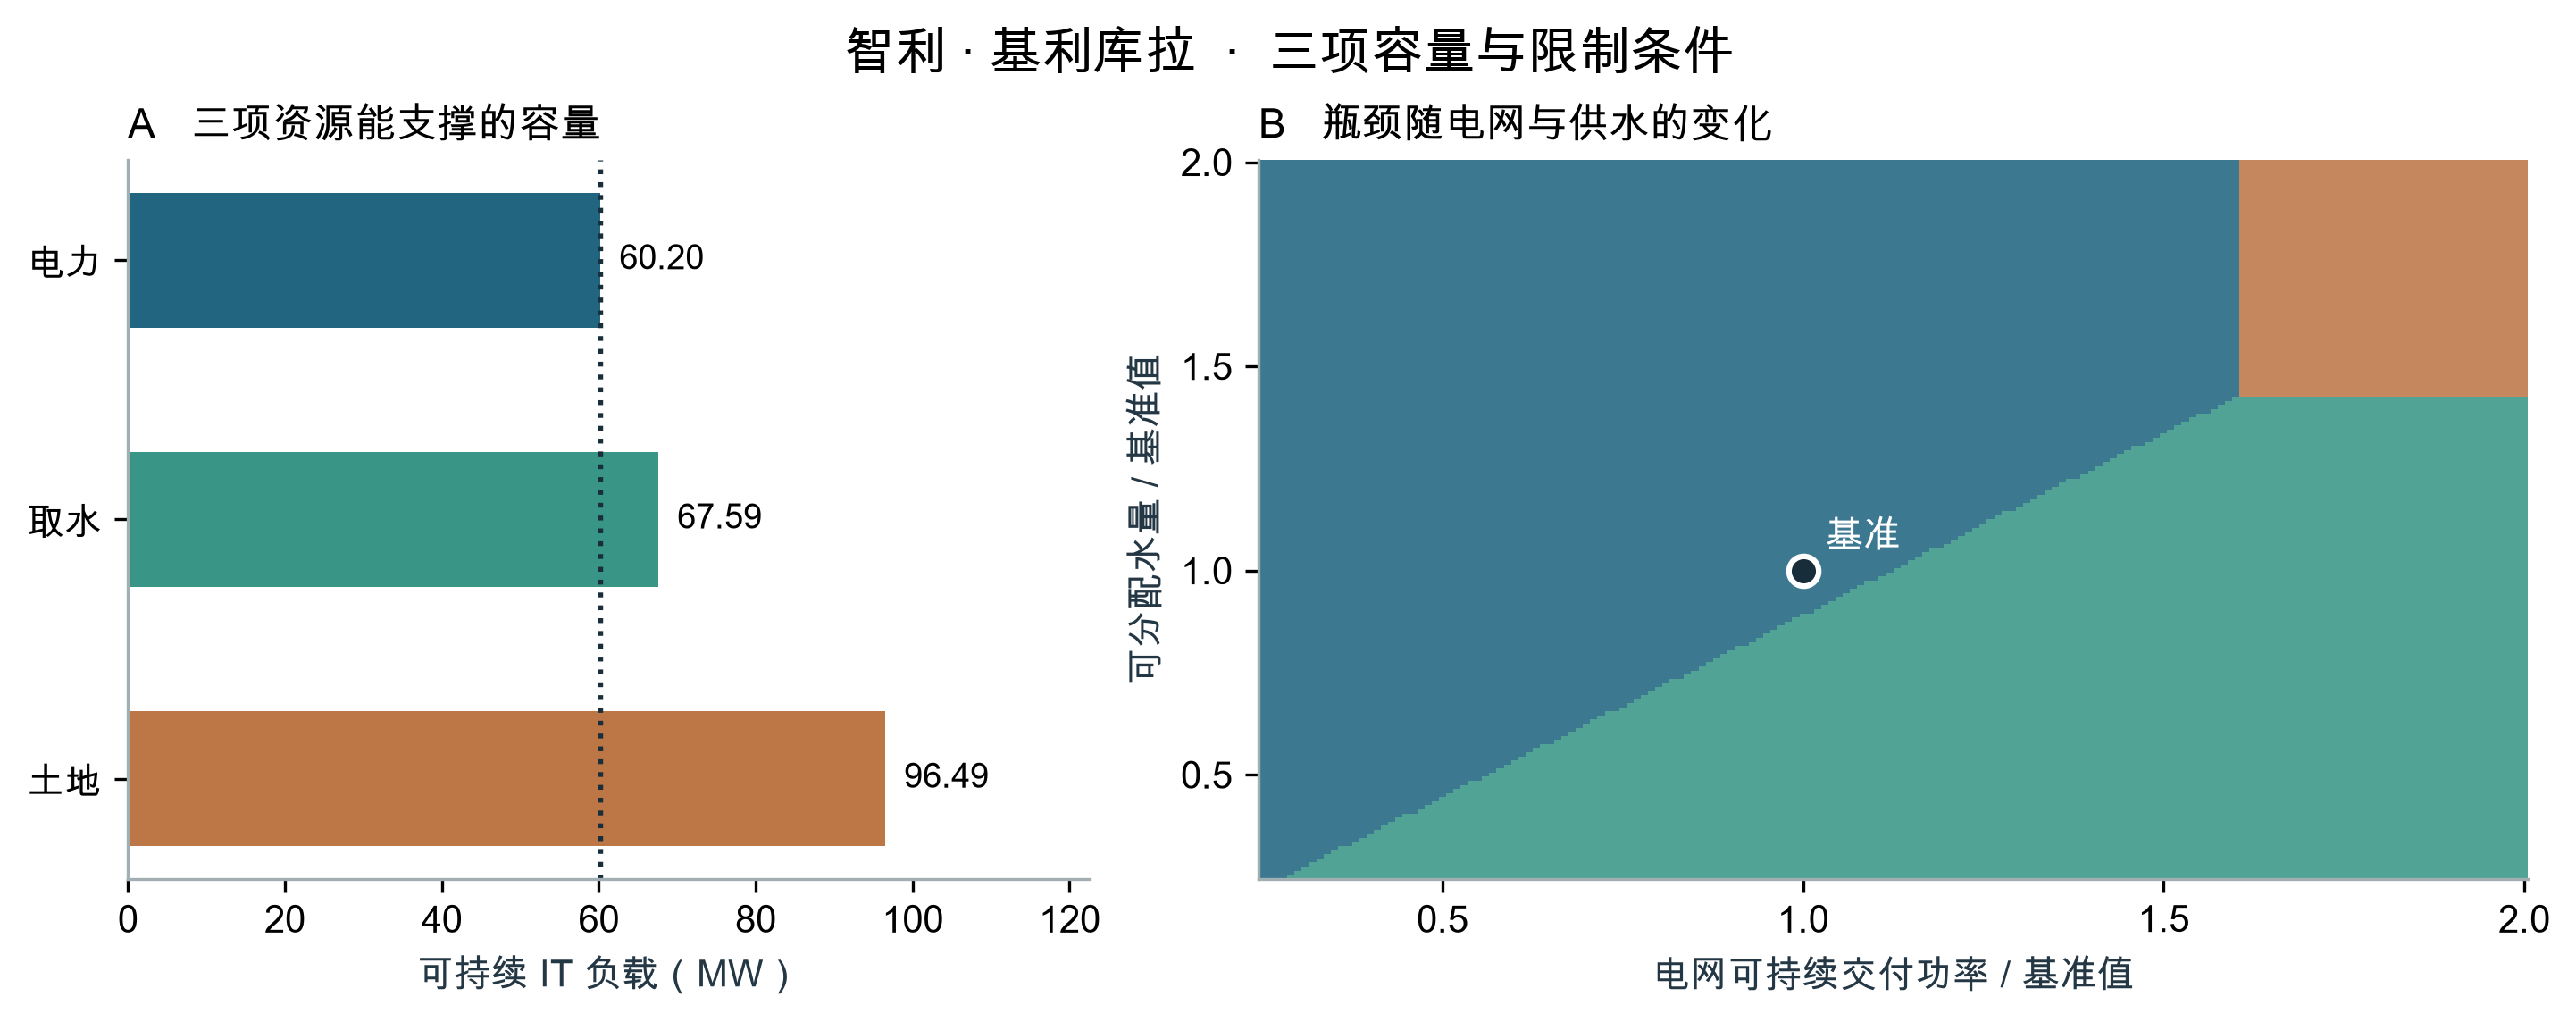 智利 · 基利库拉 · 三项容量与限制条件
A 三项资源能支撑的容量
电力
60.20
取水
67.59
土地
96.49
0 20 40 60 80 100 120
可持续 IT 负载 ( MW )
B 瓶颈随电网与供水的变化
可分配水量 / 基准值
2.0
1.5
1.0
0.5
基准
0.5 1.0 1.5 2.0
电网可持续交付功率 / 基准值